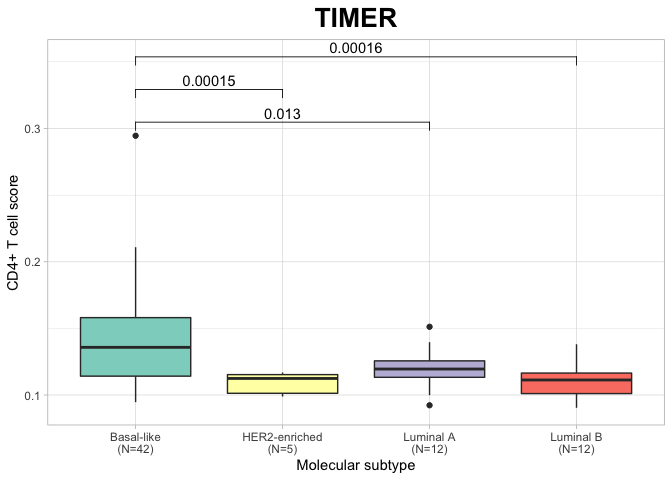 TIMER
0.00016
0.00015
0.013
0.3
0.2
0.1
CD4+ T cell score
Basal-like
(N=42)
HER2-enriched
(N=5)
Luminal A
(N=12)
Luminal B
(N=12)
Molecular subtype